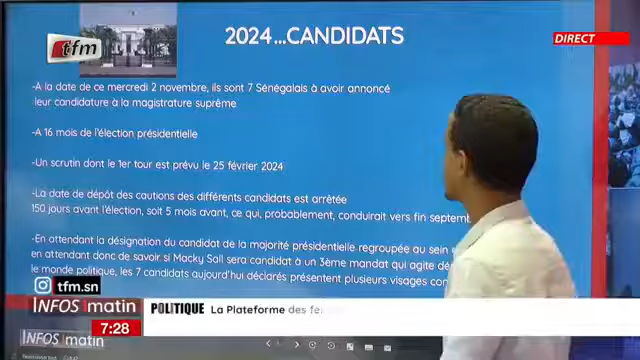 tfm
2024...CANDIDATS
DIRECT
-A la date de ce mercredi 2 novembre, ils sont 7 Sénégalais à avoir annoncé
leur candidature à la magistrature suprême
-A 16 mois de l'élection présidentielle
-Un scrutin dont le 1er tour est prévu le 25 février 2024
-La date de dépôt des cautions des différents candidats est arrêtée
150 jours avant l'élection, soit 5 mois avant, ce qui, probablement, conduirait vers fin septemb
-En attendant la désignation du candidat de la majorité présidentielle regroupée au sein
en attendant donc de savoir si Macky Sall sera candidat à un 3ème mandat qui agite dé
le monde politique, les 7 candidats aujourd'hui déclarés présentent plusieurs visages con
tfm.sn
INFOS matin
POLITIQUE La Plateforme des fe
7:28
INFOS matin